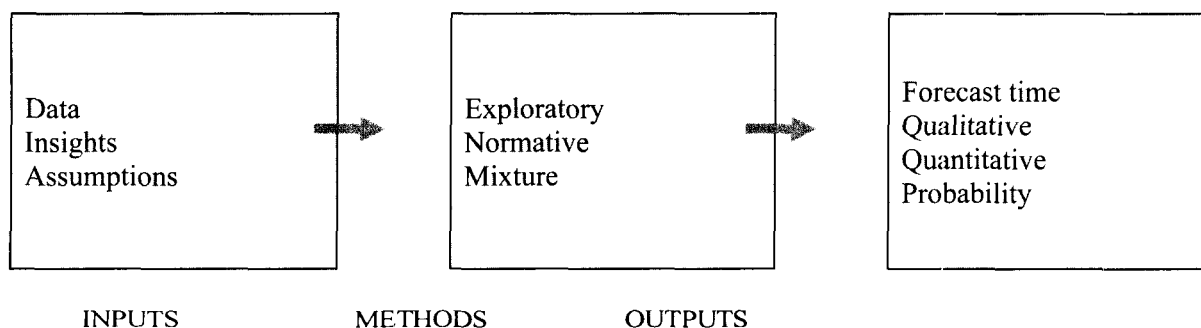 Data
Insights
Assumptions
Exploratory
Normative
Mixture
Forecast time
Qualitative
Quantitative
Probability
INPUTS METHODS OUTPUTS